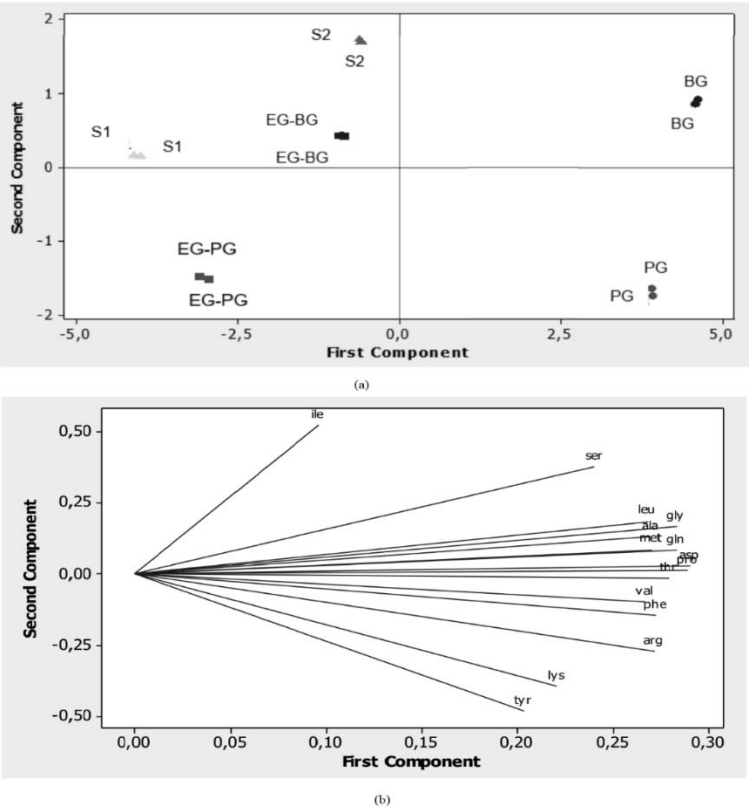 2
1
0
-1
-2
Second Component
S2
S2
BG
BG
EG-BG
EG-BG
S1
S1
EG-PG
EG-PG
PG
PG
-5,0
-2,5
0,0
2,5
5,0
First Component
(a)
0,50
0,25
0,00
-0,25
-0,50
Second Component
ile
ser
leu
gly
ala
met
gln
asp
pro
thr
val
phe
arg
lys
tyr
0,00
0,05
0,10
0,15
0,20
0,25
0,30
First Component
(b)